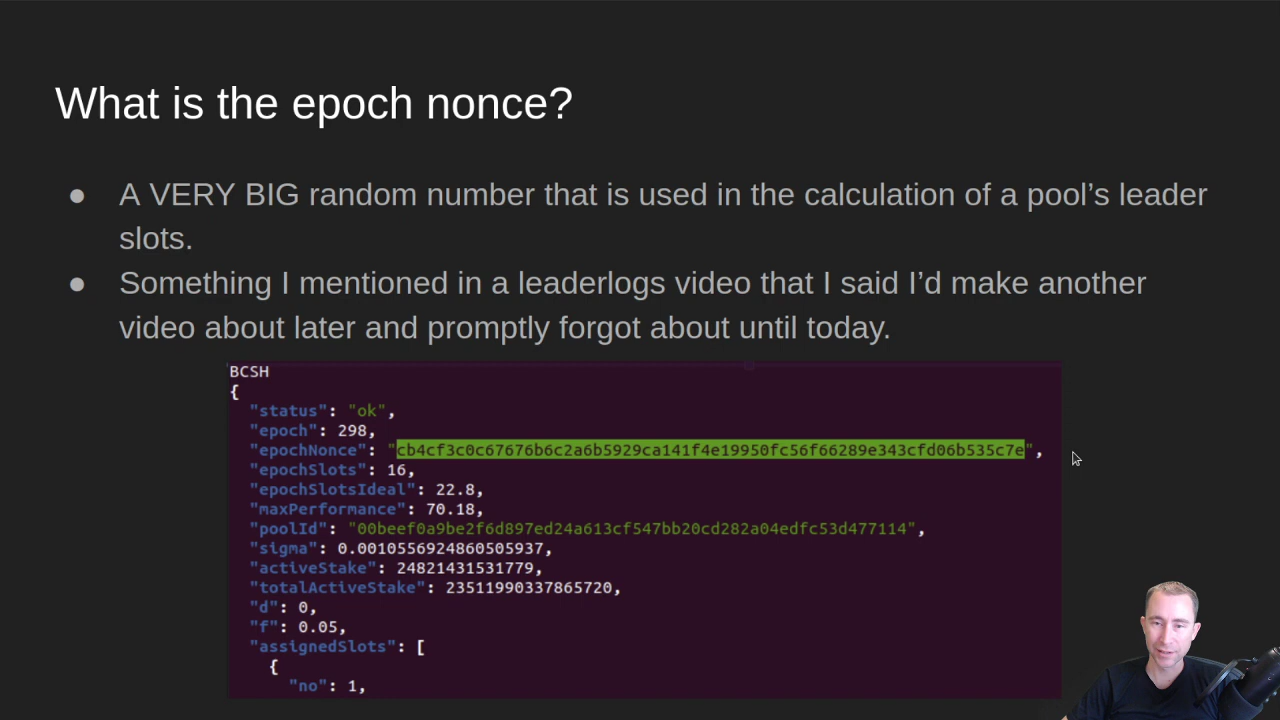 What is the epoch nonce?
● A VERY BIG random number that is used in the calculation of a pool’s leader
slots.
● Something I mentioned in a leaderlogs video that I said I’d make another
video about later and promptly forgot about until today.
BCSH
{
"status": "ok",
"epoch": 298,
"epochNonce": "cb4cf3c0c67676b6c2a6b5929ca141f4e19950fc56f66289e343cfd06b535c7e",
"epochSlots": 16,
"epochSlotsIdeal": 22.8,
"maxPerformance": 70.18,
"poolId": "00beef0a9be2f6d897ed24a613cf547bb20cd282a04edfc53d477114",
"sigma": 0.0010556924860505937,
"activeStake": 24821431531779,
"totalActiveStake": 23511990337865720,
"d": 0,
"f": 0.05,
"assignedSlots": [
{
"no": 1,